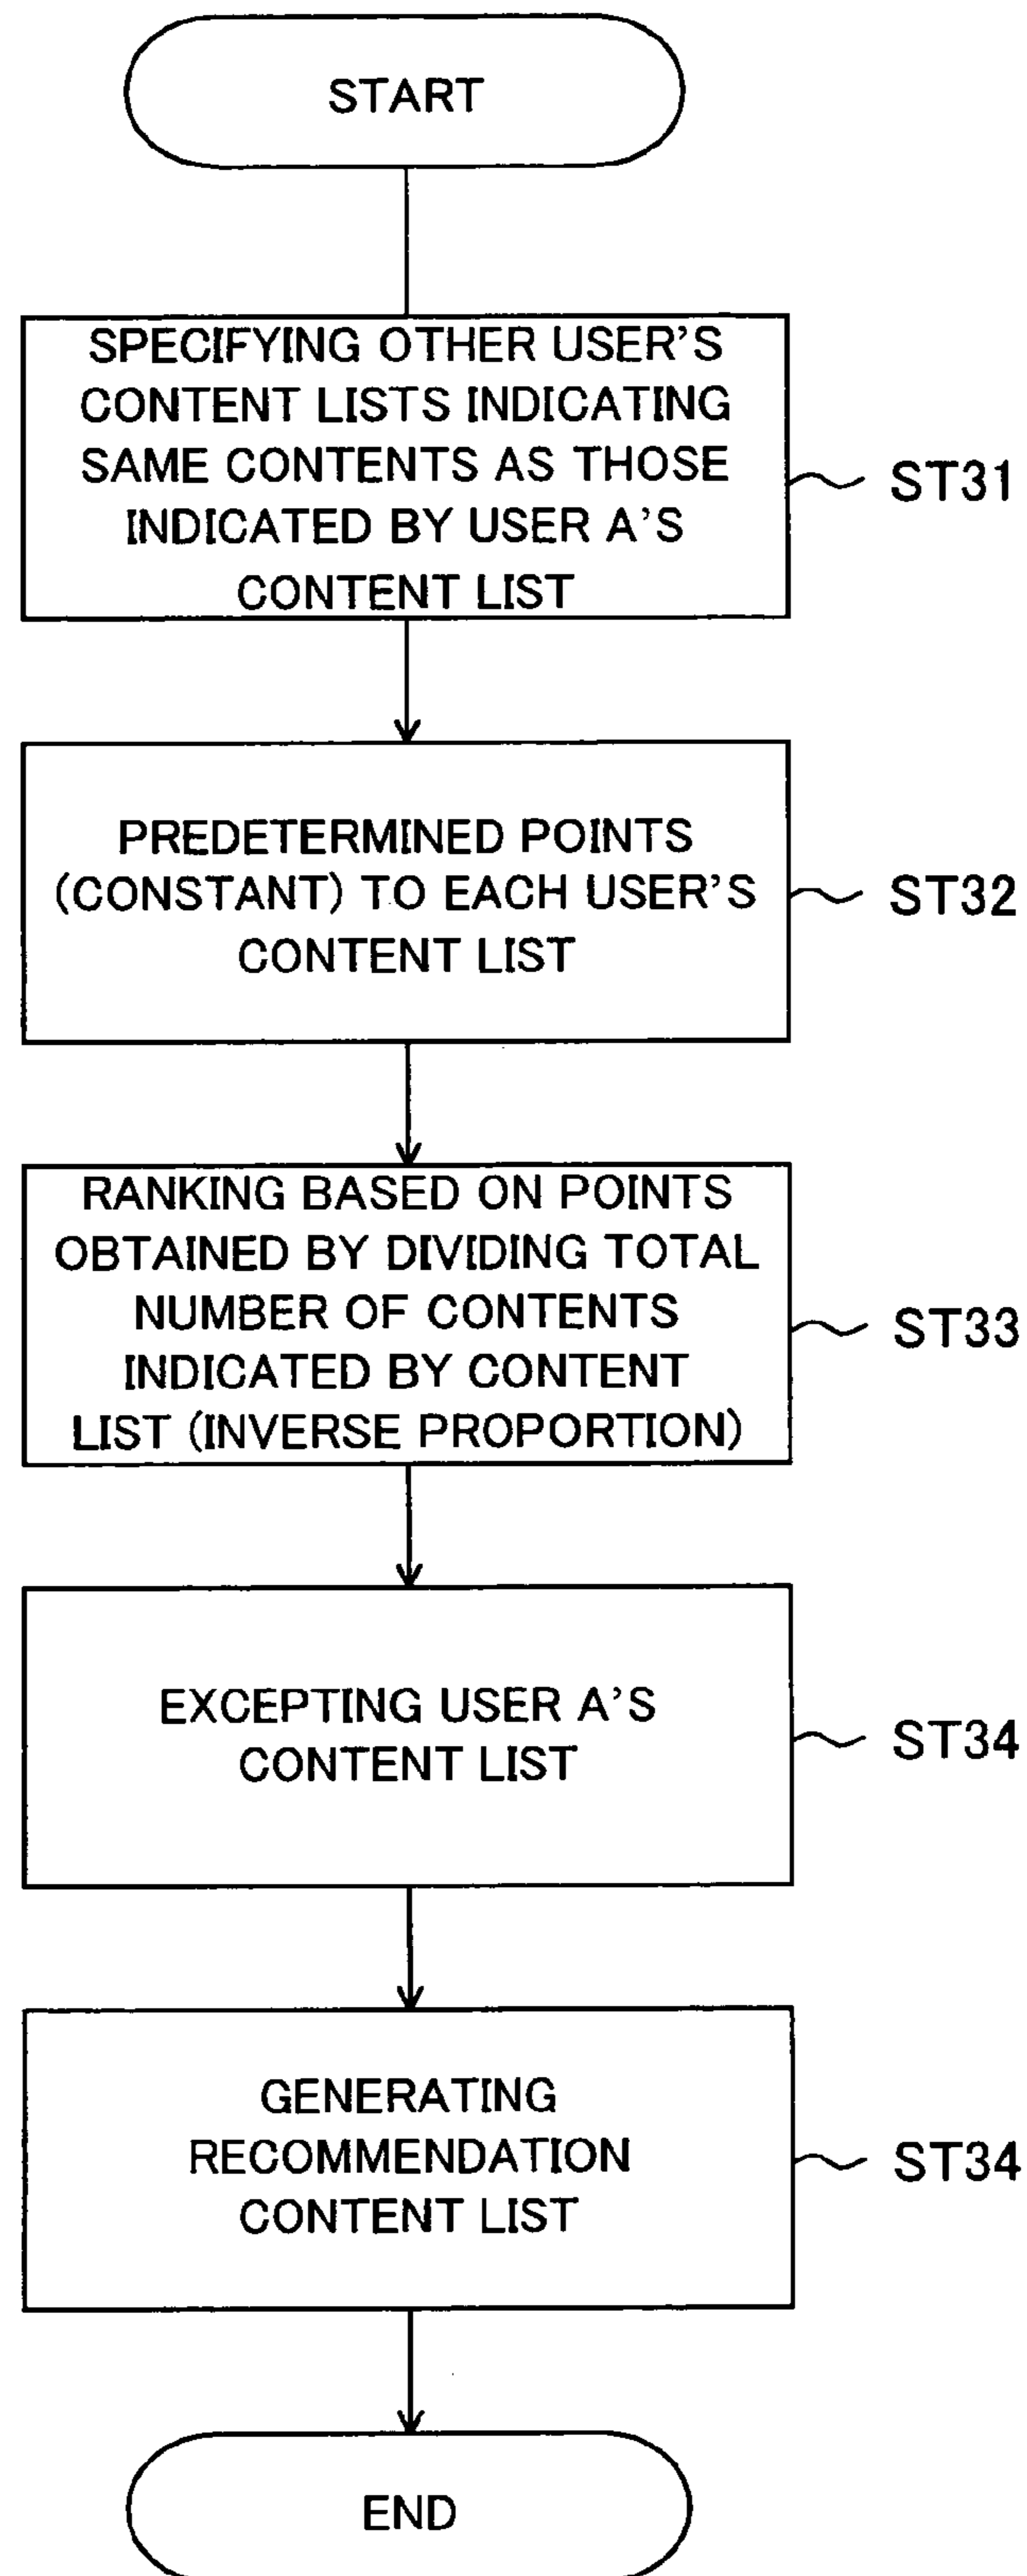 START
SPECIFYING OTHER USER'S
CONTENT LISTS INDICATING
SAME CONTENTS AS THOSE
INDICATED BY USER A'S
CONTENT LIST
ST31
PREDETERMINED POINTS
(CONSTANT) TO EACH USER'S
CONTENT LIST
ST32
RANKING BASED ON POINTS
OBTAINED BY DIVIDING TOTAL
NUMBER OF CONTENTS
INDICATED BY CONTENT
LIST (INVERSE PROPORTION)
ST33
EXCEPTING USER A'S
CONTENT LIST
ST34
GENERATING
RECOMMENDATION
CONTENT LIST
ST34
END